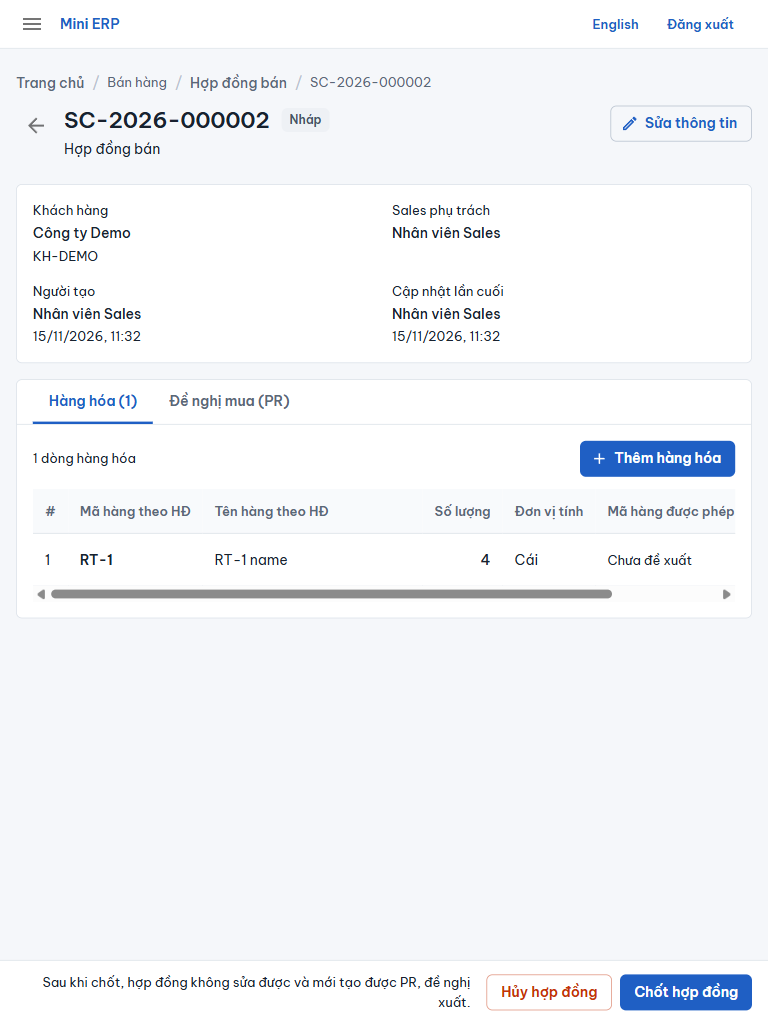 Mini ERP
English
Đăng xuất
Trang chủ / Bán hàng / Hợp đồng bán / SC-2026-000002
SC-2026-000002
Nháp
Sửa thông tin
Hợp đồng bán
Khách hàng
Sales phụ trách
Công ty Demo
Nhân viên Sales
KH-DEMO
Người tạo
Cập nhật lần cuối
Nhân viên Sales
Nhân viên Sales
15/11/2026, 11:32
15/11/2026, 11:32
Hàng hóa (1)
Đề nghị mua (PR)
1 dòng hàng hóa
+ Thêm hàng hóa
# Mã hàng theo HĐ Tên hàng theo HĐ Số lượng Đơn vị tính Mã hàng được phép
1 RT-1 RT-1 name 4 Cái Chưa đề xuất
Sau khi chốt, hợp đồng không sửa được và mới tạo được PR, đề nghị
xuất.
Hủy hợp đồng
Chốt hợp đồng